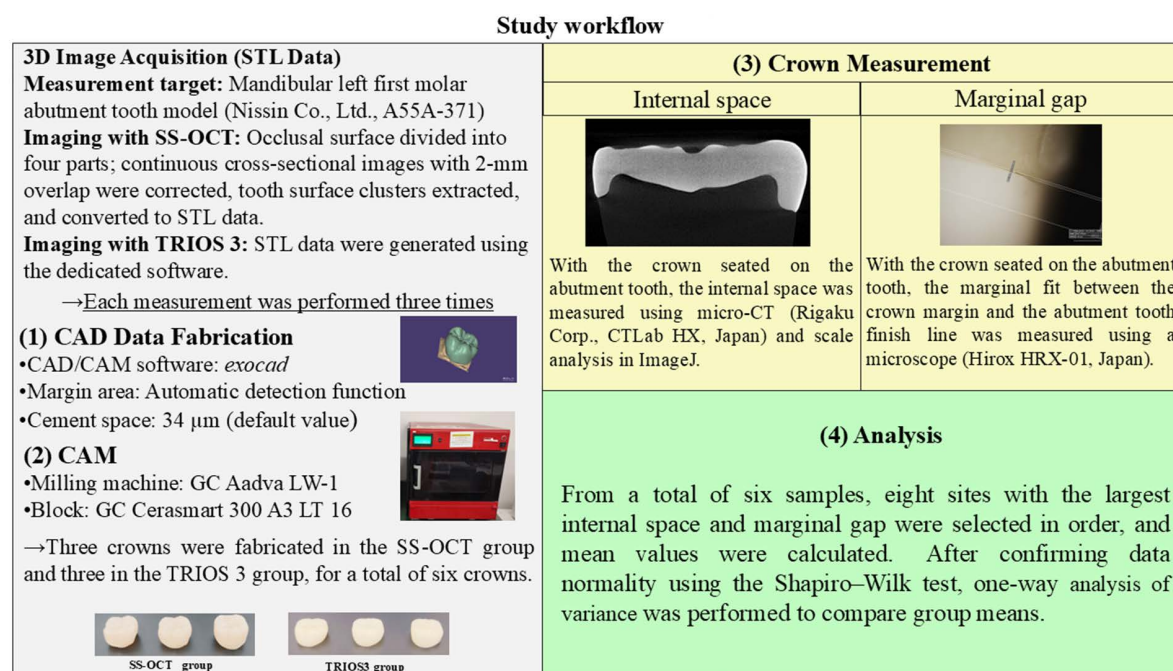 Study workflow
3D Image Acquisition (STL Data)
Measurement target: Mandibular left first molar
abutment tooth model (Nissin Co., Ltd., A55A-371)
Imaging with SS-OCT: Occlusal surface divided into
four parts; continuous cross-sectional images with 2-mm
overlap were corrected, tooth surface clusters extracted,
and converted to STL data.
Imaging with TRIOS 3: STL data were generated using
the dedicated software.
→Each measurement was performed three times
(1) CAD Data Fabrication
•CAD/CAM software: exocad
•Margin area: Automatic detection function
•Cement space: 34 µm (default value)
(2) CAM
•Milling machine: GC Aadva LW-1
•Block: GC Cerasmart 300 A3 LT 16
→Three crowns were fabricated in the SS-OCT group
and three in the TRIOS 3 group, for a total of six crowns.
SS-OCT group
TRIOS3 group
(3) Crown Measurement
Internal space
With the crown seated on the
abutment tooth, the internal space was
measured using micro-CT (Rigaku
Corp., CTLab HX, Japan) and scale
analysis in ImageJ.
Marginal gap
With the crown seated on the abutment
tooth, the marginal fit between the
crown margin and the abutment tooth
finish line was measured using a
microscope (Hirox HRX-01, Japan).
(4) Analysis
From a total of six samples, eight sites with the largest
internal space and marginal gap were selected in order, and
mean values were calculated. After confirming data
normality using the Shapiro–Wilk test, one-way analysis of
variance was performed to compare group means.